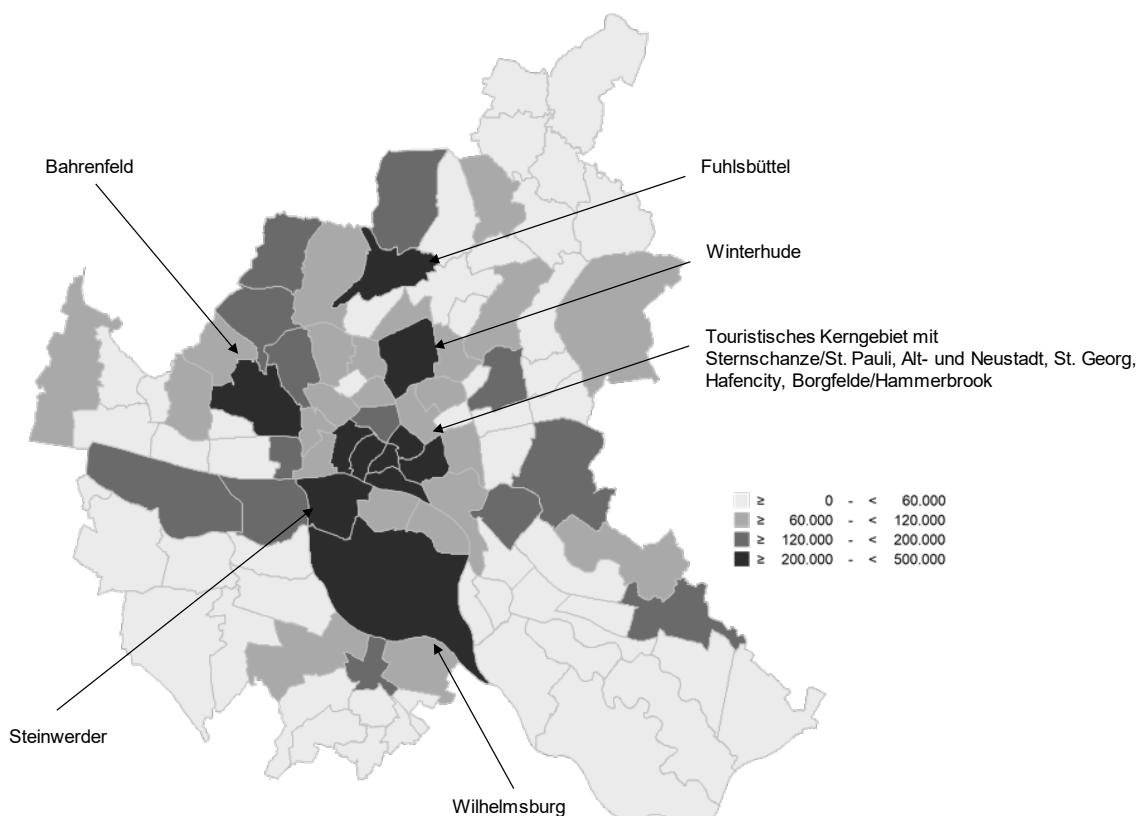 Bahrenfeld
Fuhlsbüttel
Winterhude
Touristisches Kerngebiet mit
Sternschanze/St. Pauli, Alt- und Neustadt, St. Georg,
Hafencity, Borgfelde/Hammerbrook
≥ 0 - < 60.000
≥ 60.000 - < 120.000
≥ 120.000 - < 200.000
≥ 200.000 - < 500.000
Steinwerder
Wilhelmsburg